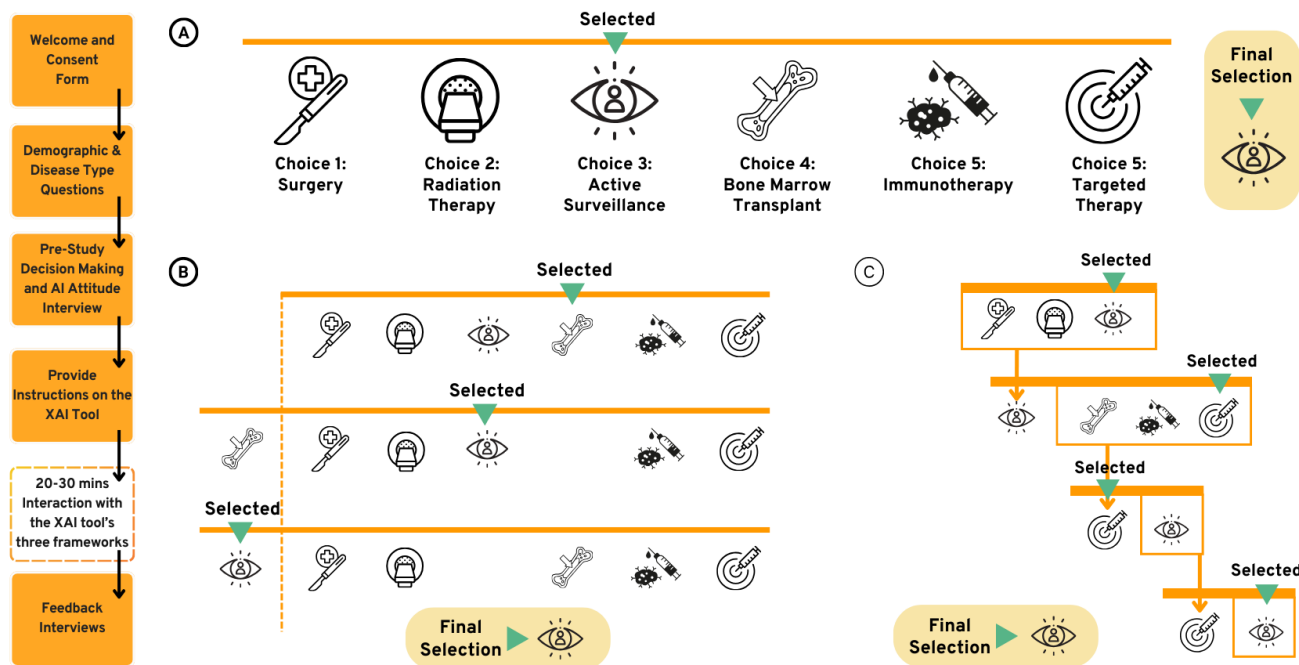 Welcome and
Consent
Form
Demographic &
Disease Type
Questions
Pre-Study
Decision Making
and AI Attitude
Interview
Provide
Instructions on the
XAI Tool
20-30 mins
Interaction with
the XAI tool's
three frameworks
Feedback
Interviews
A
Selected
Choice 1:
Surgery
Choice 2:
Radiation
Therapy
Choice 3:
Active
Surveillance
Choice 4:
Bone Marrow
Transplant
Choice 5:
Immunotherapy
Choice 5:
Targeted
Therapy
Final
Selection
B
Selected
Selected
Selected
Final
Selection
C
Selected
Selected
Selected
Selected
Final
Selection